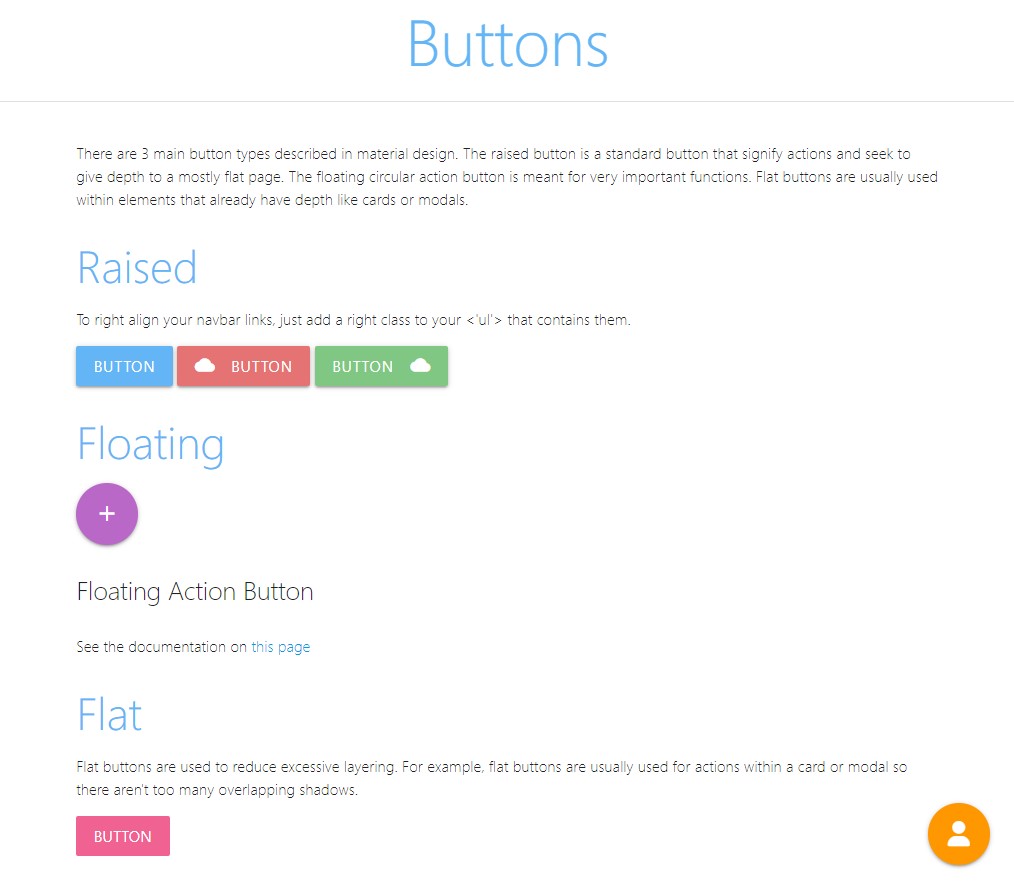 Buttons
There are 3 main button types described in material design. The raised button is a standard button that signify actions and seek to
give depth to a mostly flat page. The floating circular action button is meant for very important functions. Flat buttons are usually used
within elements that already have depth like cards or modals.
Raised
To right align your navbar links, just add a right class to your <'ul'> that contains them.
BUTTON BUTTON BUTTON
Floating
+
Floating Action Button
See the documentation on this page
Flat
Flat buttons are used to reduce excessive layering. For example, flat buttons are usually used for actions within a card or modal so
there aren't too many overlapping shadows.
BUTTON